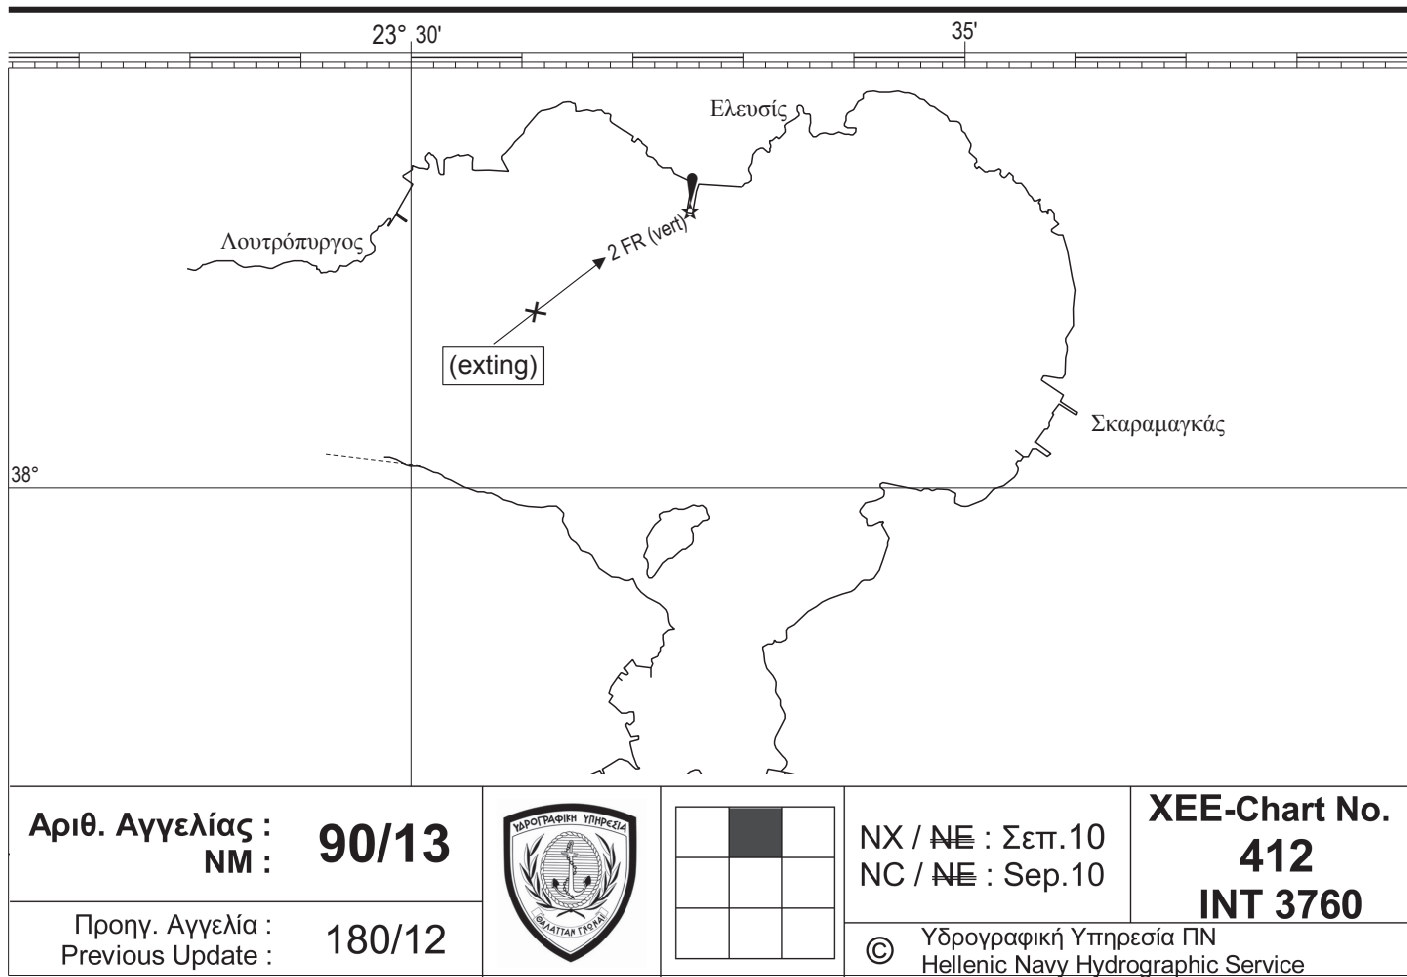 23° 30'
35'
Ελευσίς
Λουτρόπυργος
2 FR (vert)
(exting)
Σκαραμαγκάς
38°
Αριθ. Αγγελίας :
NM :
90/13
Προηγ. Αγγελία :
Previous Update :
180/12
ΥΔΡΟΓΡΑΦΙΚΗ ΥΠΗΡΕΣΙΑ
NX / NE : Σεπ.10
NC / NE : Sep.10
XEE-Chart No.
412
INT 3760
© Υδρογραφική Υπηρεσία ΠΝ
Hellenic Navy Hydrographic Service